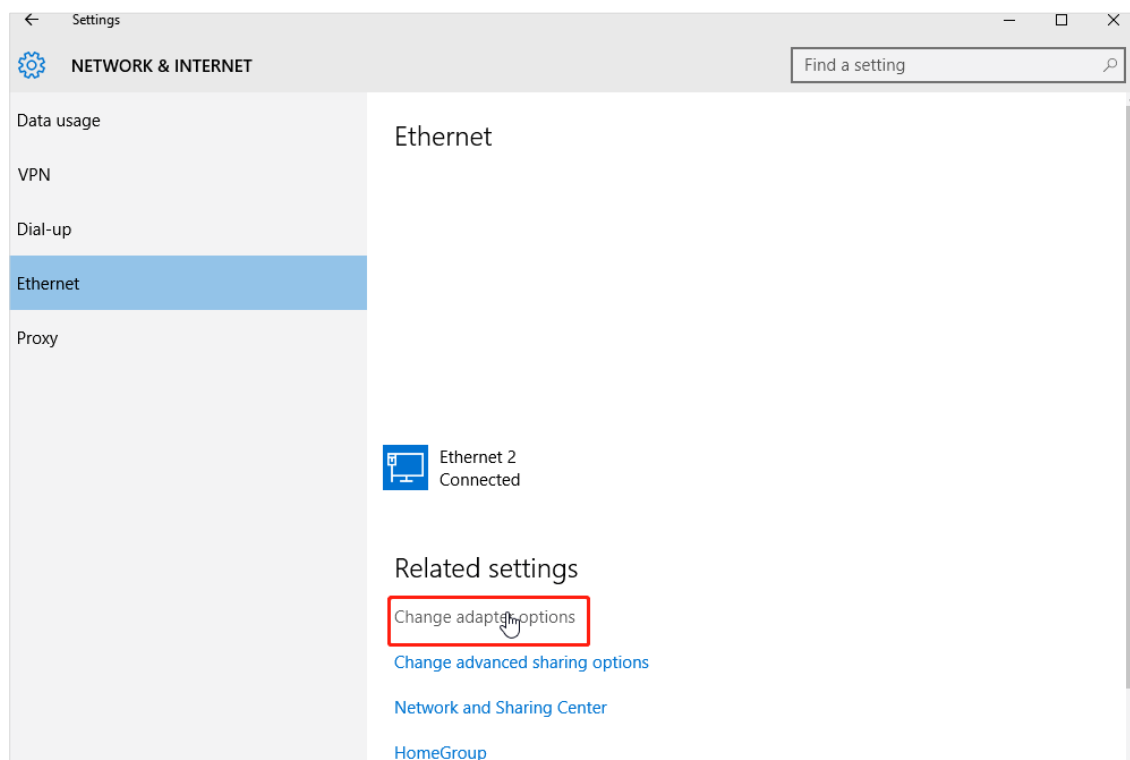 Settings
NETWORK & INTERNET
Find a setting
Data usage
VPN
Dial-up
Ethernet
Proxy
Ethernet
Ethernet 2
Connected
Related settings
Change adapter options
Change advanced sharing options
Network and Sharing Center
HomeGroup